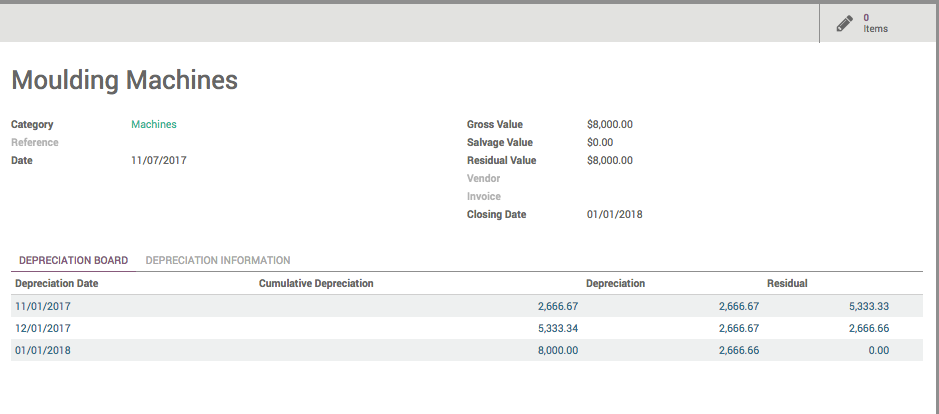 0
Items
Moulding Machines
Category Machines
Reference
Date 11/07/2017
Gross Value $8,000.00
Salvage Value $0.00
Residual Value $8,000.00
Vendor
Invoice
Closing Date 01/01/2018
DEPRECIATION BOARD DEPRECIATION INFORMATION
Depreciation Date Cumulative Depreciation Depreciation Residual
11/01/2017 2,666.67 2,666.67 5,333.33
12/01/2017 5,333.34 2,666.67 2,666.66
01/01/2018 8,000.00 2,666.66 0.00